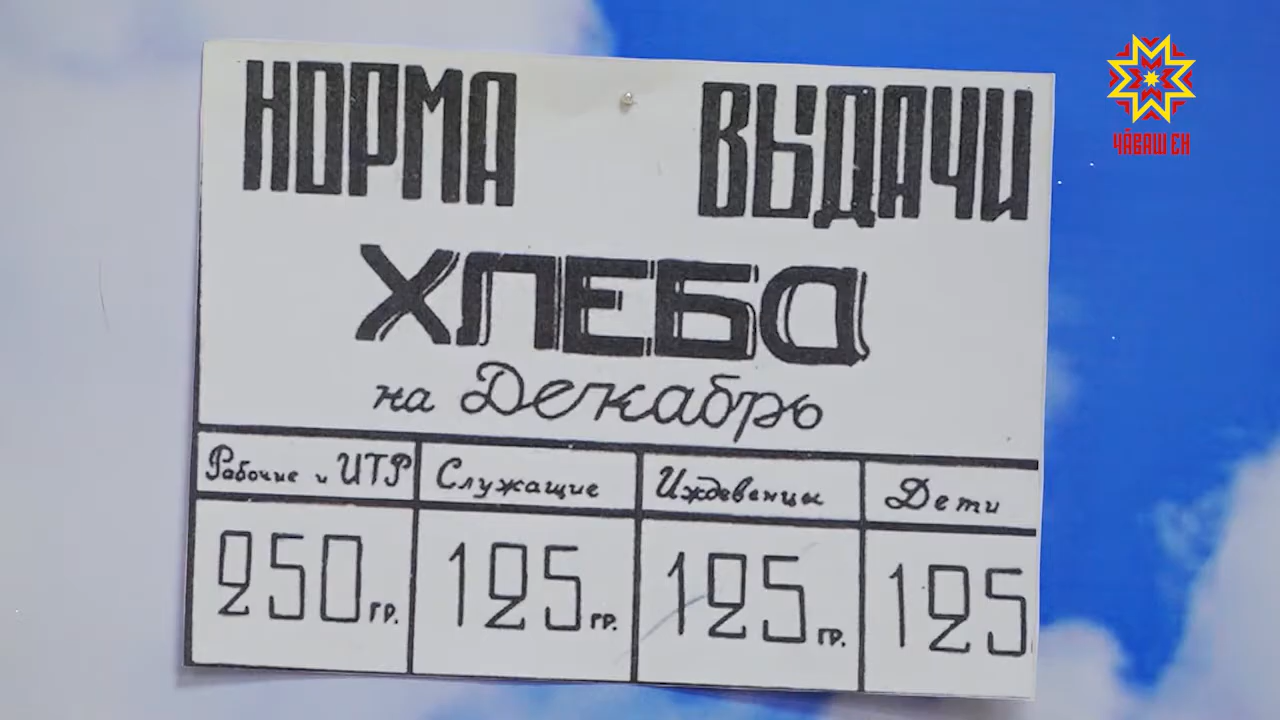 НОРМА ВЫДАЧИ
ХЛЕБА
на Декабрь
Рабочие и ИТР Служащие Иждевенцы Дети
250 гр. 125 гр. 125 гр. 125
ЧӐВАШ ЕН